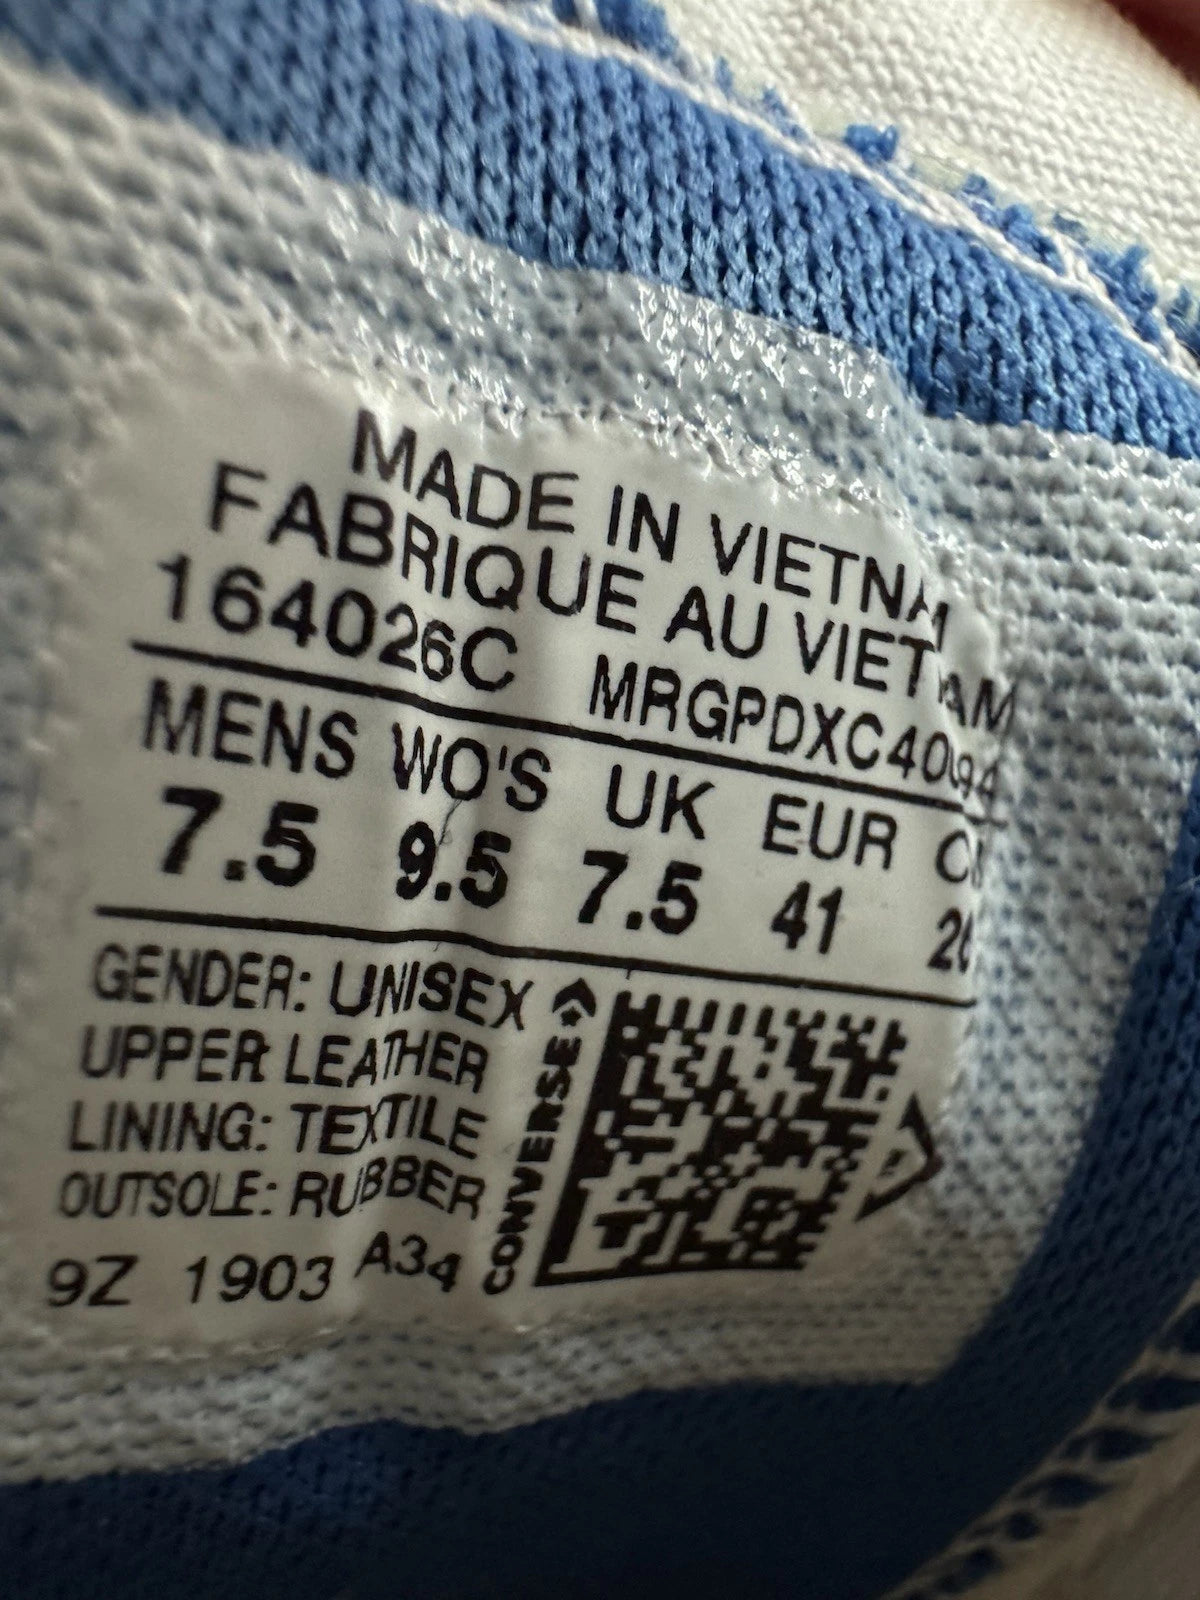 MADE IN VIETNAM
FABRIQUE AU VIETNAM
164026C
MENS WO'S UK EUR
7.5 9.5 7.5 41
GENDER: UNISEX
UPPER LEATHER
LINING: TEXTILE
OUTSOLE: RUBBER
9Z 1903 A34
CONVERSE